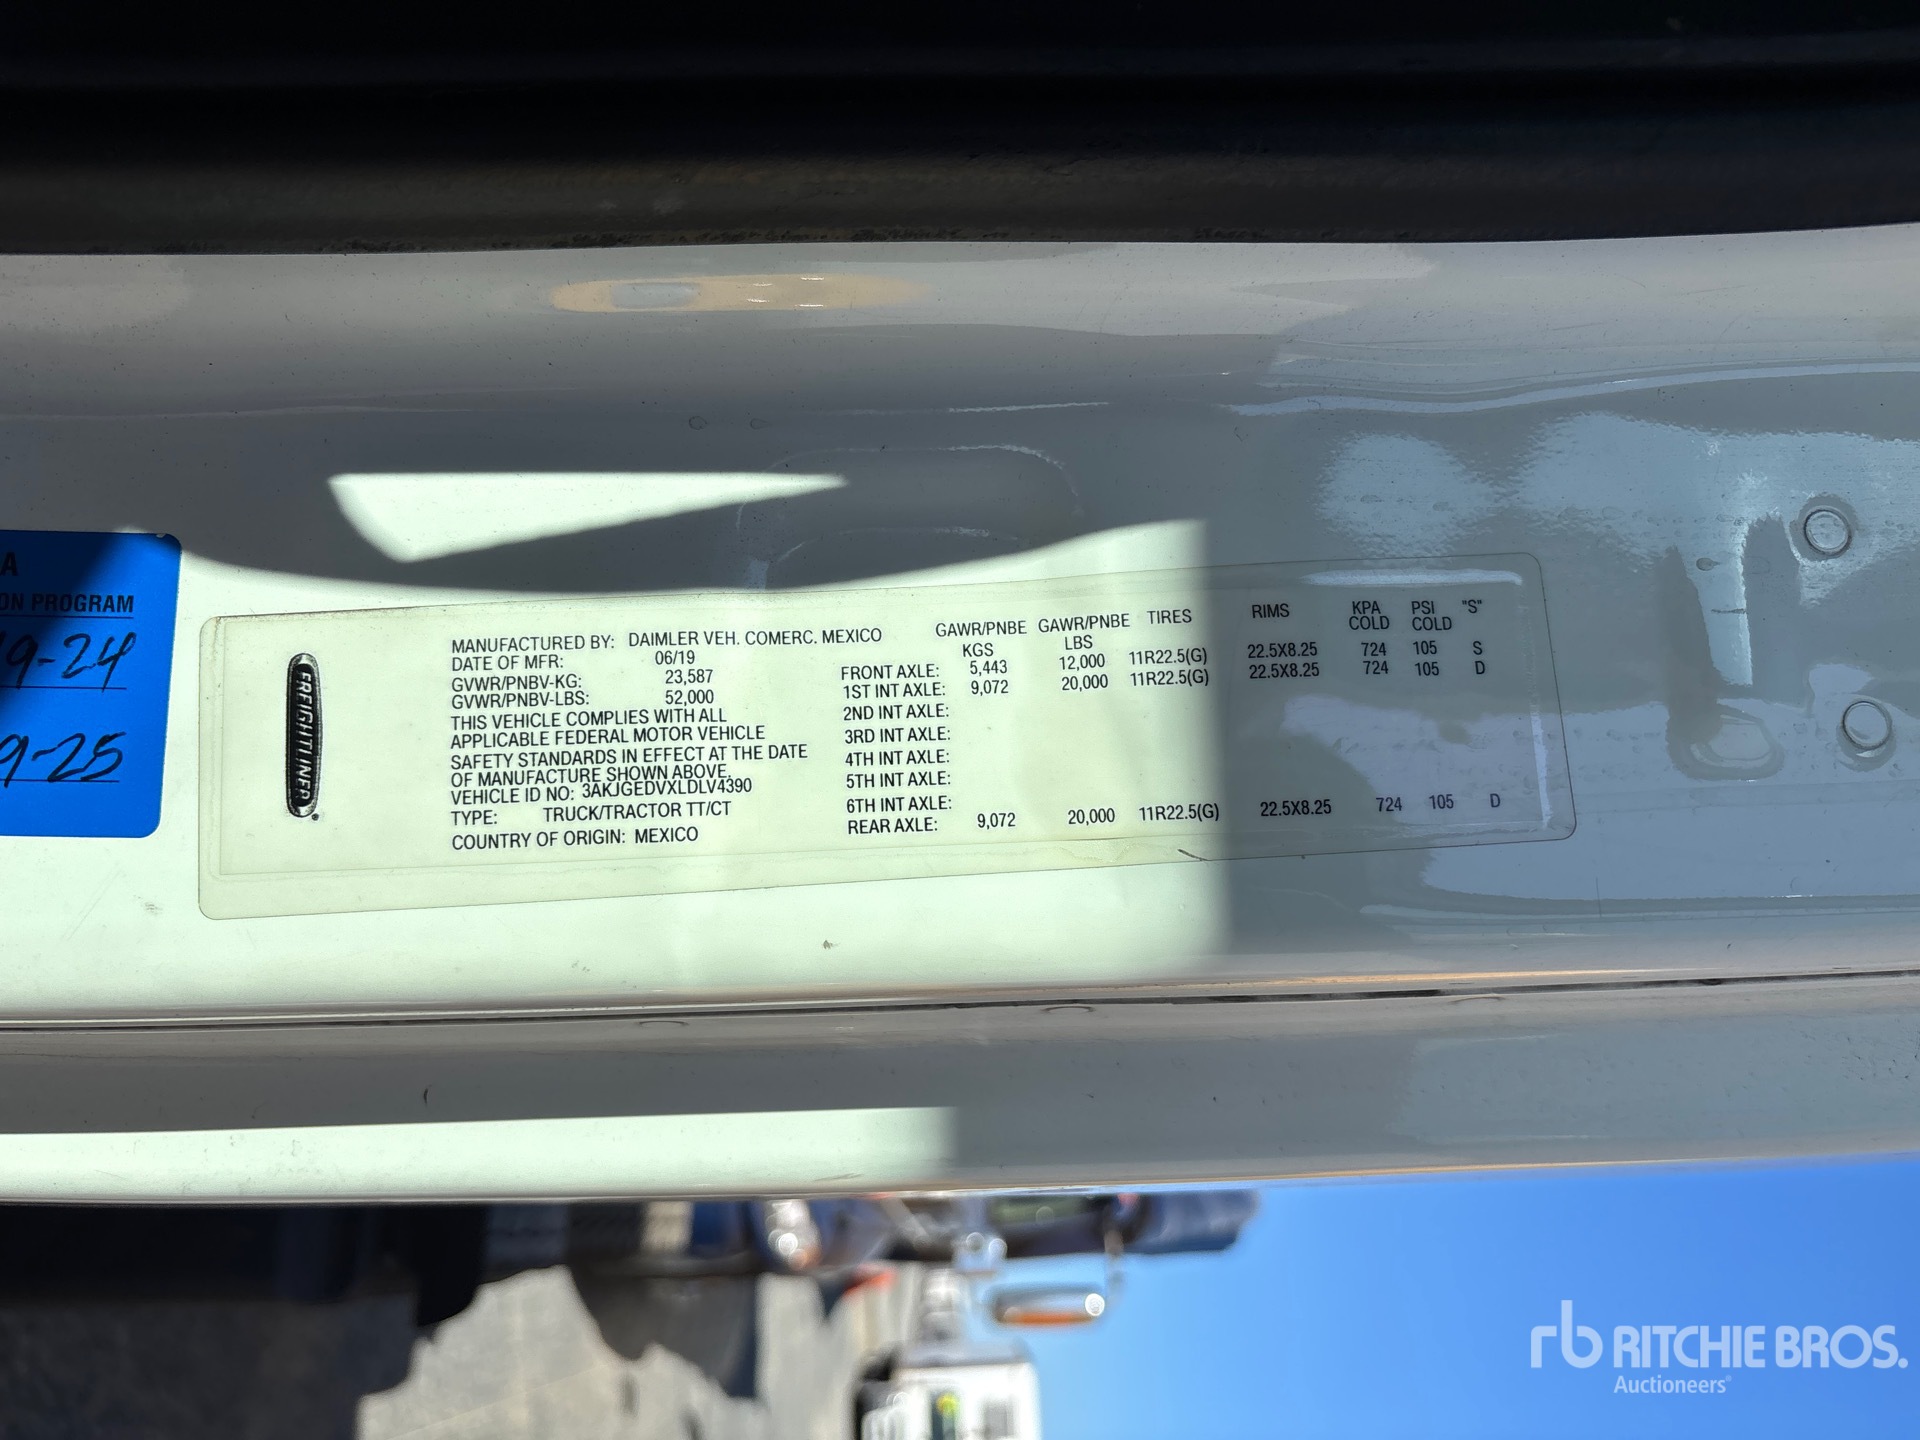 A
ON PROGRAM
19-24
9-25
FREIGHTLINER
MANUFACTURED BY: DAIMLER VEH. COMERC. MEXICO
DATE OF MFR: 06/19
GVWR/PNBV-KG: 23,587
GVWR/PNBV-LBS: 52,000
THIS VEHICLE COMPLIES WITH ALL
APPLICABLE FEDERAL MOTOR VEHICLE
SAFETY STANDARDS IN EFFECT AT THE DATE
OF MANUFACTURE SHOWN ABOVE.
VEHICLE ID NO: 3AKJGEDVXLDLV4390
TYPE: TRUCK/TRACTOR TT/CT
COUNTRY OF ORIGIN: MEXICO
GAWR/PNBE GAWR/PNBE TIRES RIMS KPA PSI "S"
KGS LBS COLD COLD
FRONT AXLE: 5,443 12,000 11R22.5(G) 22.5X8.25 724 105 S
1ST INT AXLE: 9,072 20,000 11R22.5(G) 22.5X8.25 724 105 D
2ND INT AXLE:
3RD INT AXLE:
4TH INT AXLE:
5TH INT AXLE:
6TH INT AXLE:
REAR AXLE: 9,072 20,000 11R22.5(G) 22.5X8.25 724 105 D
rb RITCHIE BROS.
Auctioneers